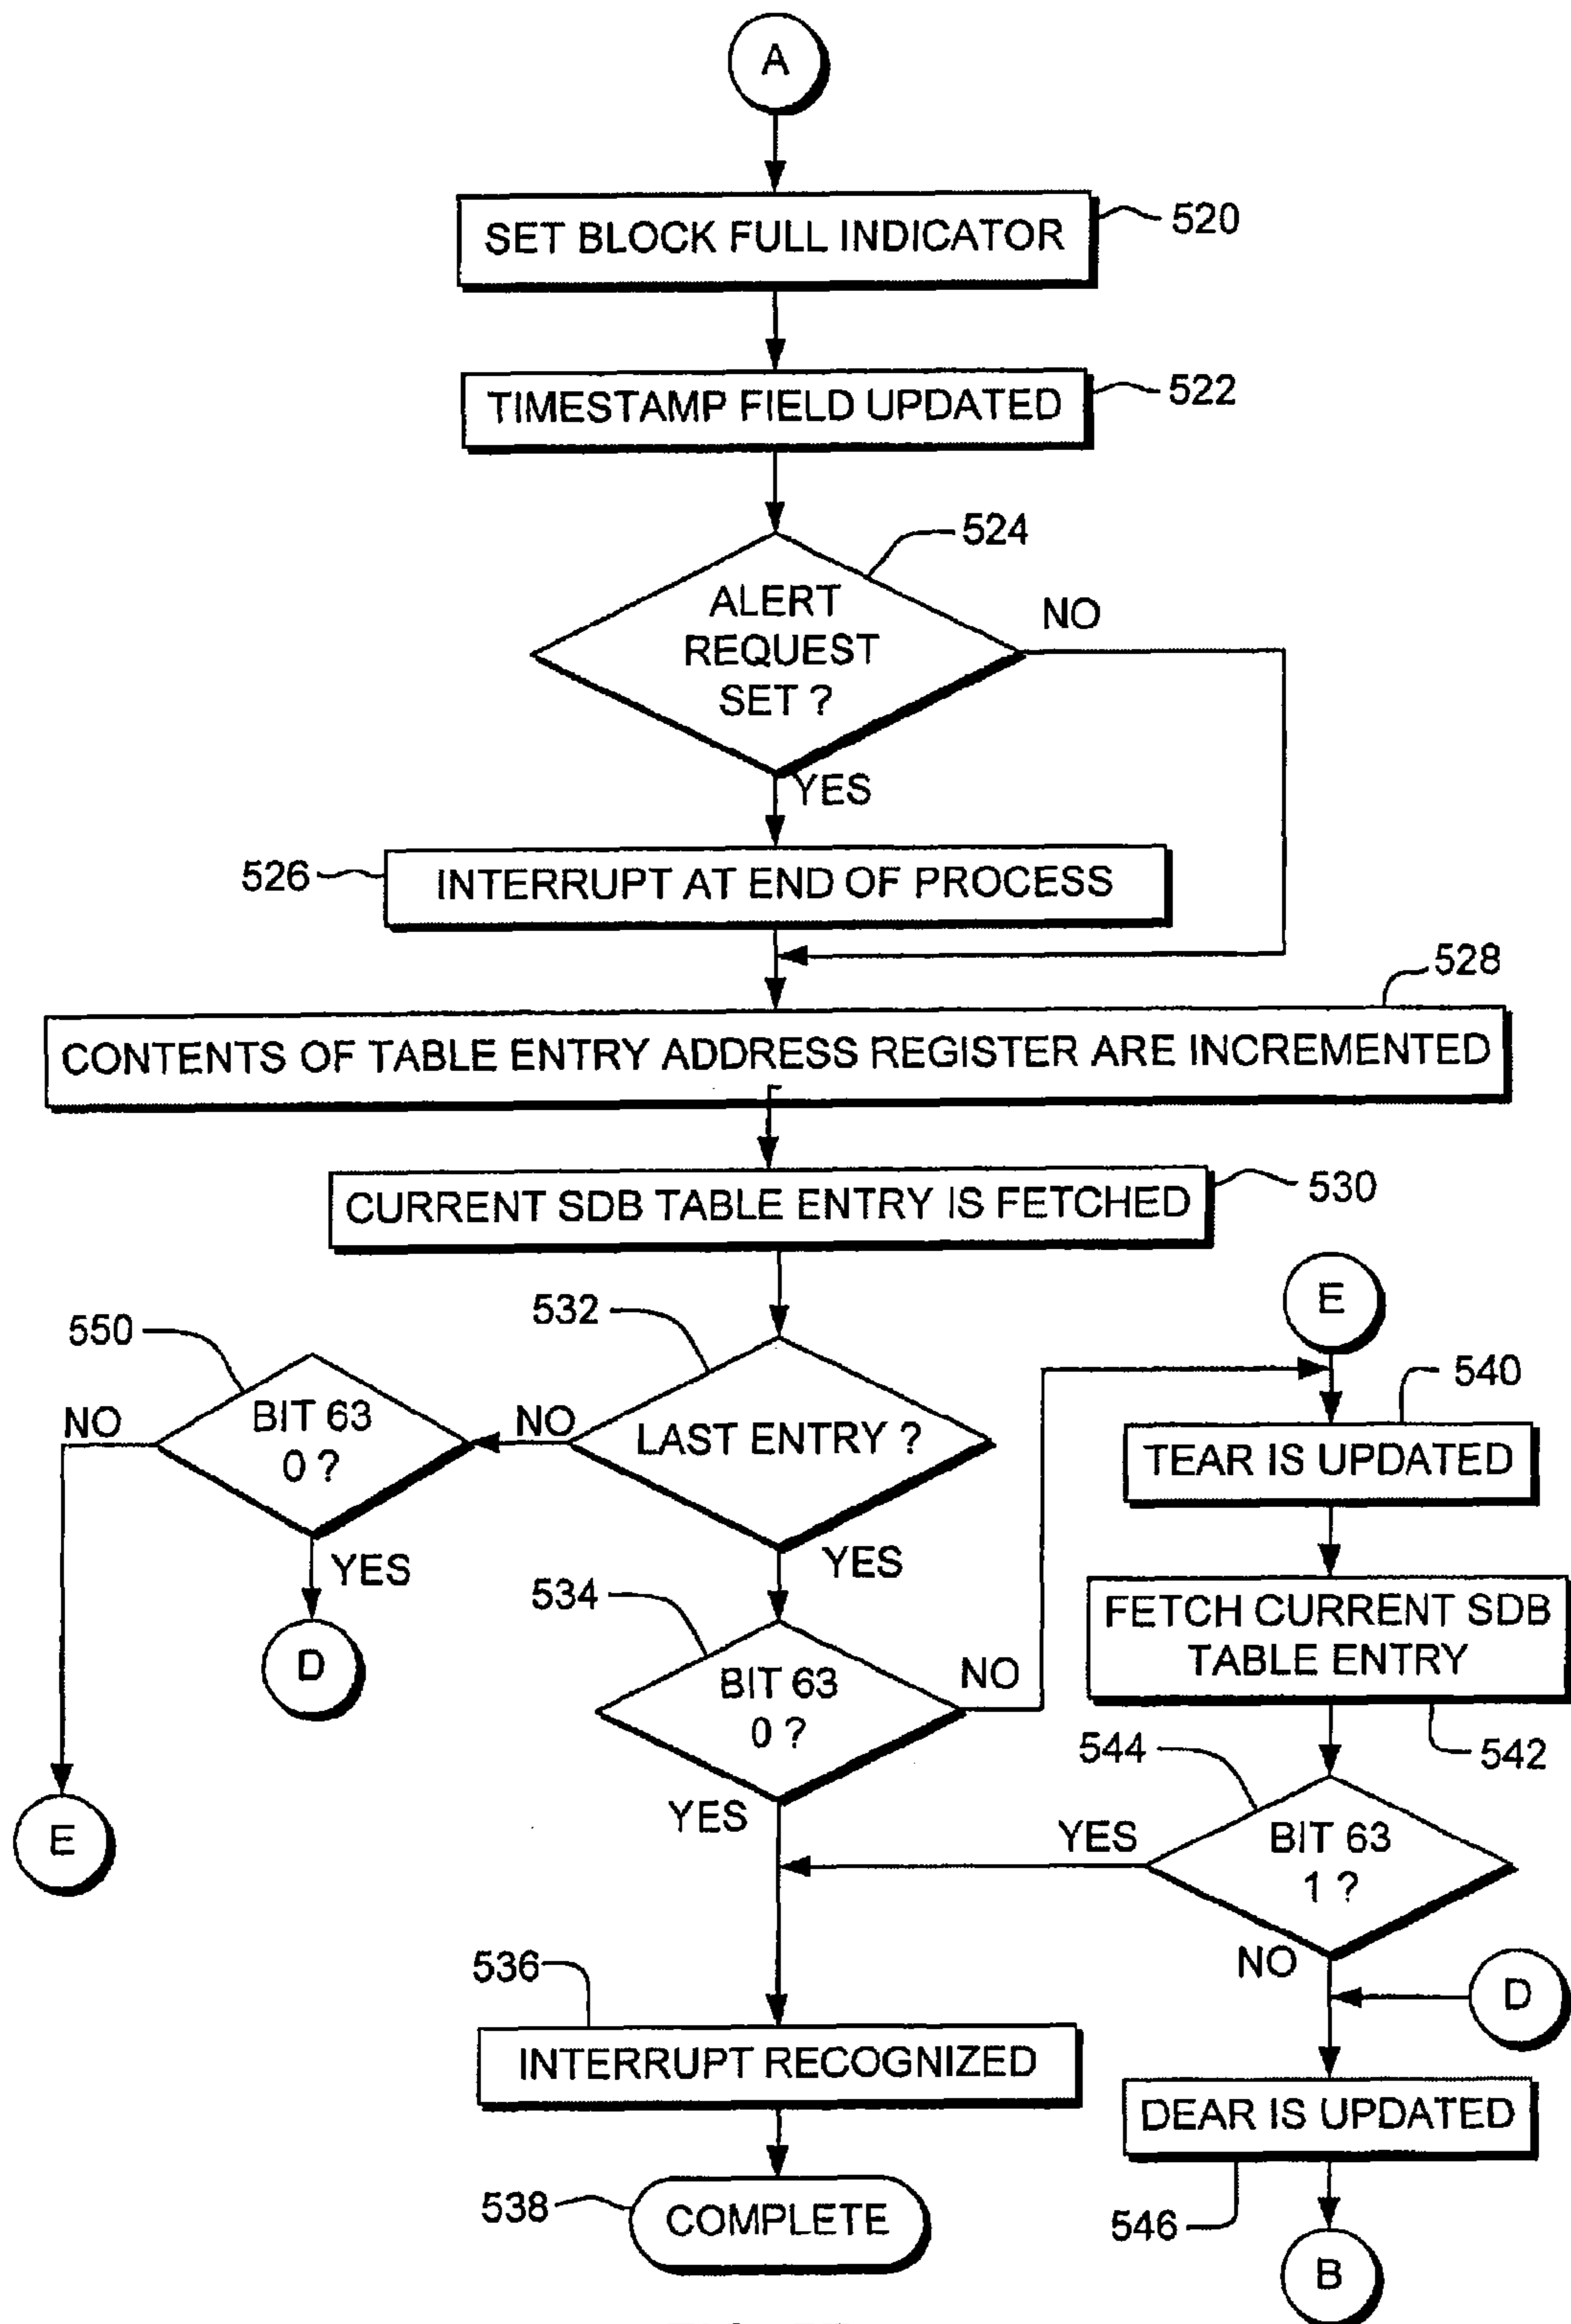 A
SET BLOCK FULL INDICATOR
520
TIMESTAMP FIELD UPDATED
522
524
ALERT
REQUEST
SET ?
NO
YES
526
INTERRUPT AT END OF PROCESS
528
CONTENTS OF TABLE ENTRY ADDRESS REGISTER ARE INCREMENTED
CURRENT SDB TABLE ENTRY IS FETCHED
530
E
532
550
540
NO
BIT 63
0 ?
NO
LAST ENTRY ?
TEAR IS UPDATED
YES
YES
534
FETCH CURRENT SDB
TABLE ENTRY
D
BIT 63
0 ?
NO
544
542
E
YES
YES
BIT 63
1 ?
536
NO
D
INTERRUPT RECOGNIZED
DEAR IS UPDATED
538
COMPLETE
546
B